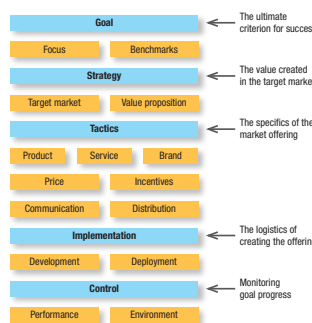 Goal
The ultimate
criterion for succes
Focus Benchmarks
Strategy
The value created
in the target marke
Target market Value proposition
Tactics
The specifics of the
market offering
Product Service Brand
Price Incentives
Communication Distribution
Implementation
The logistics of
creating the offerin
Development Deployment
Control
Monitoring
goal progress
Performance Environment